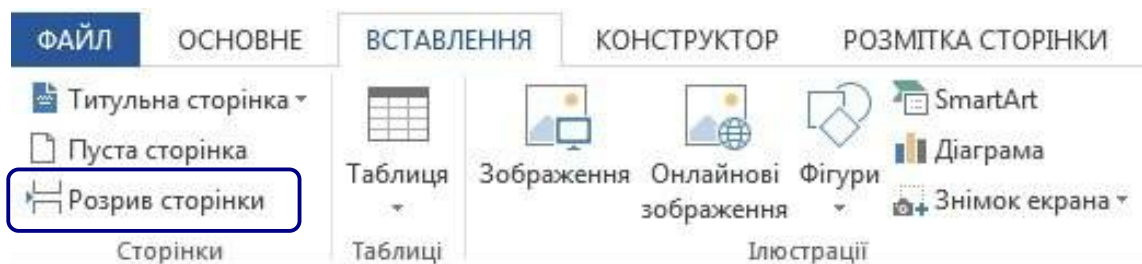 ФАЙЛ ОСНОВНЕ ВСТАВЛЕННЯ КОНСТРУКТОР РОЗМІТКА СТОРІНКИ
Титульна сторінка
Пуста сторінка
Розрив сторінки
Сторінки
Таблиця
Таблиці
Зображення
Онлайнові
зображення
Фігури
SmartArt
Діаграма
Знімок екрана
Ілюстрації